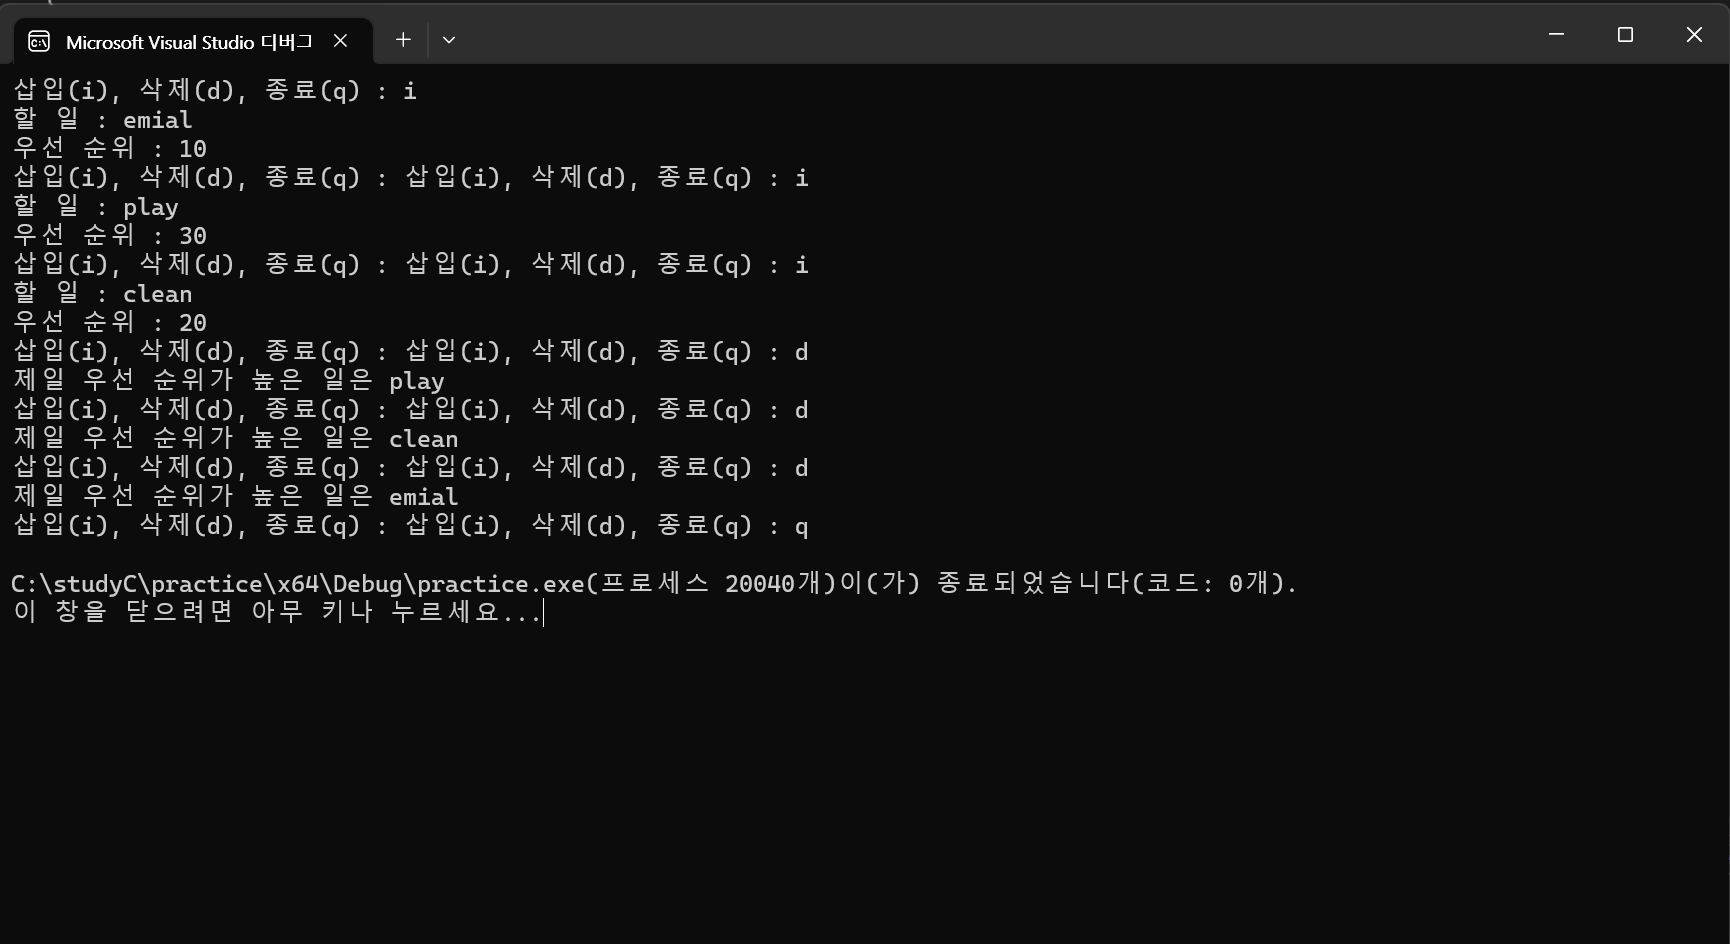 Microsoft Visual Studio 디버그
삽입(i), 삭제(d), 종료(q) : i
할 일 : emial
우선 순위 : 10
삽입(i), 삭제(d), 종료(q) : 삽입(i), 삭제(d), 종료(q) : i
할 일 : play
우선 순위 : 30
삽입(i), 삭제(d), 종료(q) : 삽입(i), 삭제(d), 종료(q) : i
할 일 : clean
우선 순위 : 20
삽입(i), 삭제(d), 종료(q) : 삽입(i), 삭제(d), 종료(q) : d
제일 우선 순위가 높은 일은 play
삽입(i), 삭제(d), 종료(q) : 삽입(i), 삭제(d), 종료(q) : d
제일 우선 순위가 높은 일은 clean
삽입(i), 삭제(d), 종료(q) : 삽입(i), 삭제(d), 종료(q) : d
제일 우선 순위가 높은 일은 emial
삽입(i), 삭제(d), 종료(q) : 삽입(i), 삭제(d), 종료(q) : q
C:\studyC\practice\x64\Debug\practice.exe(프로세스 20040개)이(가) 종료되었습니다(코드: 0개).
이 창을 닫으려면 아무 키나 누르세요...